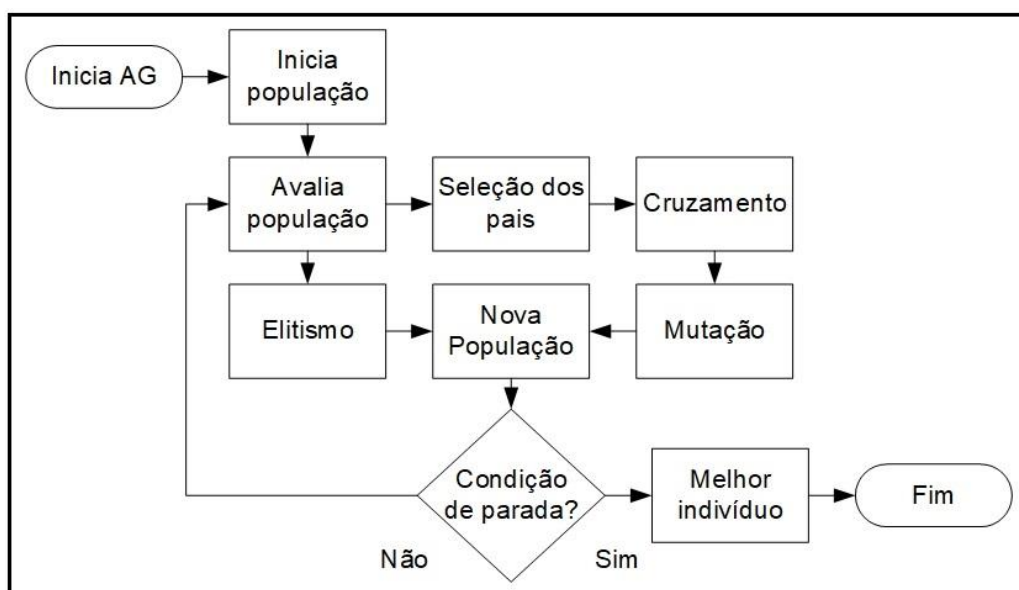 Inicia AG
Inicia
população
Avalia
população
Seleção dos
pais
Cruzamento
Elitismo
Nova
População
Mutação
Condição
de parada?
Melhor
indivíduo
Fim
Não
Sim